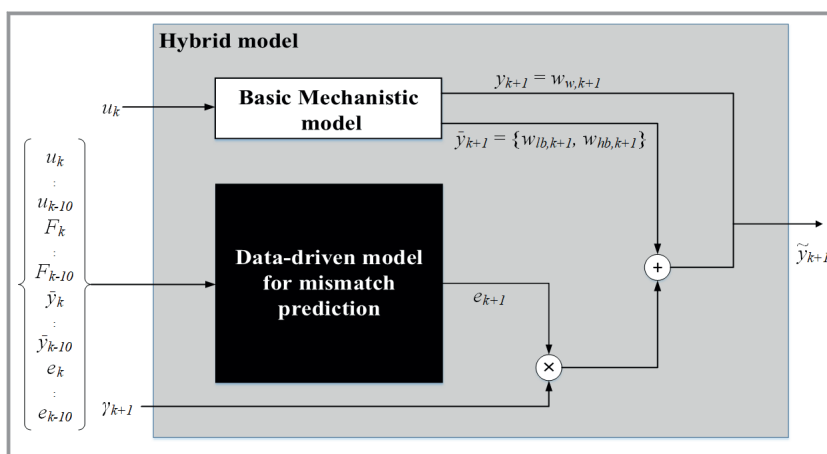 Hybrid model
u_k
Basic Mechanistic
model
y_{k+1} = w_{w,k+1}
ȳ_{k+1} = {w_{lb,k+1}, w_{hb,k+1}}
u_k
:
u_{k-10}
F_k
:
F_{k-10}
ȳ_k
:
ȳ_{k-10}
e_k
:
e_{k-10}
Data-driven model
for mismatch
prediction
e_{k+1}
+
×
ỹ_{k+1}
γ_{k+1}